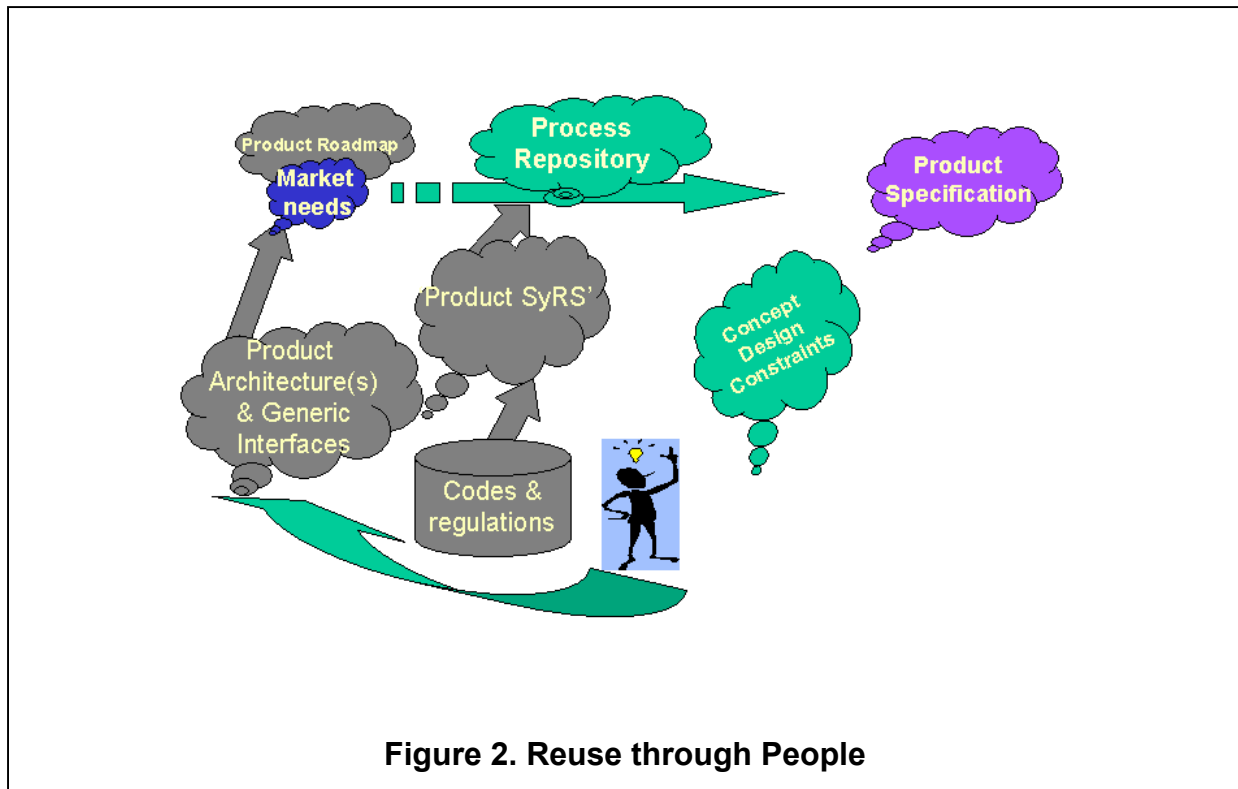 Product Roadmap
Market
needs
Process
Repository
Product
Specification
Product SyRS’
Concept
Design
Constraints
Product
Architecture(s)
& Generic
Interfaces
Codes &
regulations
Figure 2. Reuse through People